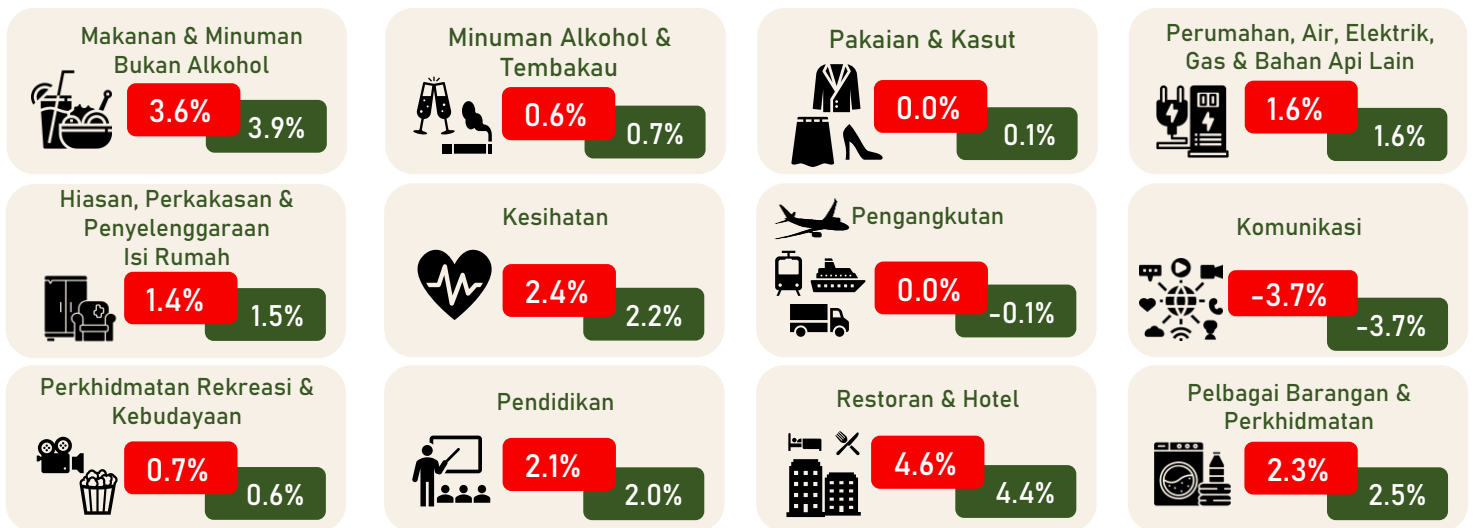 Makanan & Minuman
Bukan Alkohol
3.6%
3.9%
Minuman Alkohol &
Tembakau
0.6%
0.7%
Pakaian & Kasut
0.0%
0.1%
Perumahan, Air, Elektrik,
Gas & Bahan Api Lain
1.6%
1.6%
Hiasan, Perkakasan &
Penyelenggaraan
Isi Rumah
1.4%
1.5%
Kesihatan
2.4%
2.2%
Pengangkutan
0.0%
-0.1%
Komunikasi
-3.7%
-3.7%
Perkhidmatan Rekreasi &
Kebudayaan
0.7%
0.6%
Pendidikan
2.1%
2.0%
Restoran & Hotel
4.6%
4.4%
Pelbagai Barangan &
Perkhidmatan
2.3%
2.5%